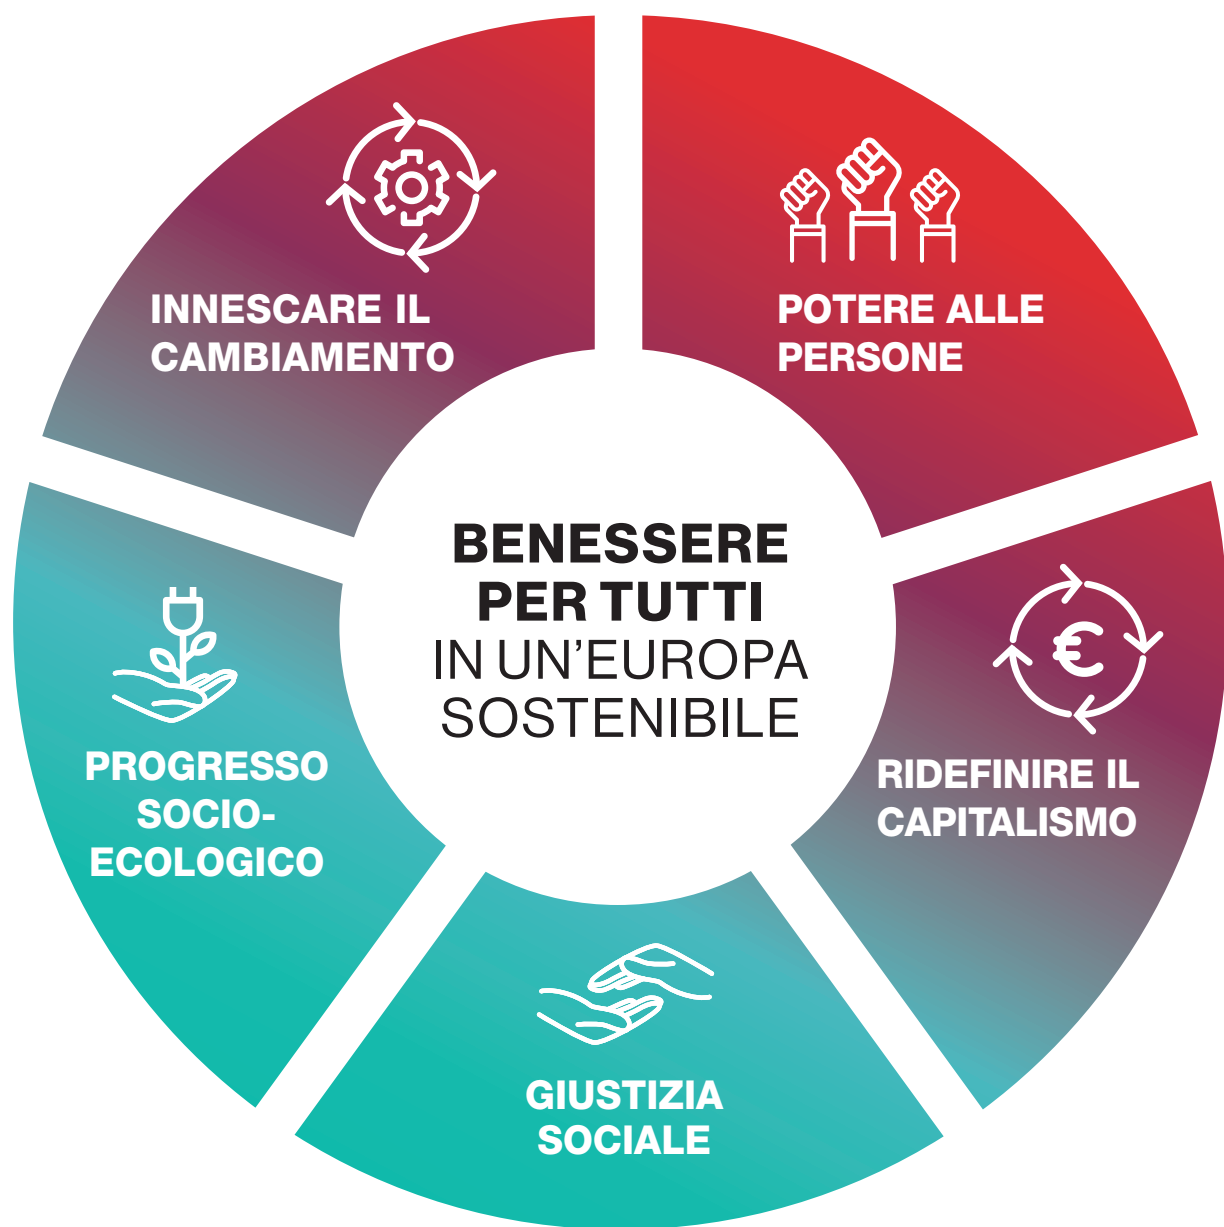 INNESCARE IL
CAMBIAMENTO
POTERE ALLE
PERSONE
BENESSERE
PER TUTTI
IN UN’EUROPA
SOSTENIBILE
PROGRESSO
SOCIO-
ECOLOGICO
RIDEFINIRE IL
CAPITALISMO
GIUSTIZIA
SOCIALE